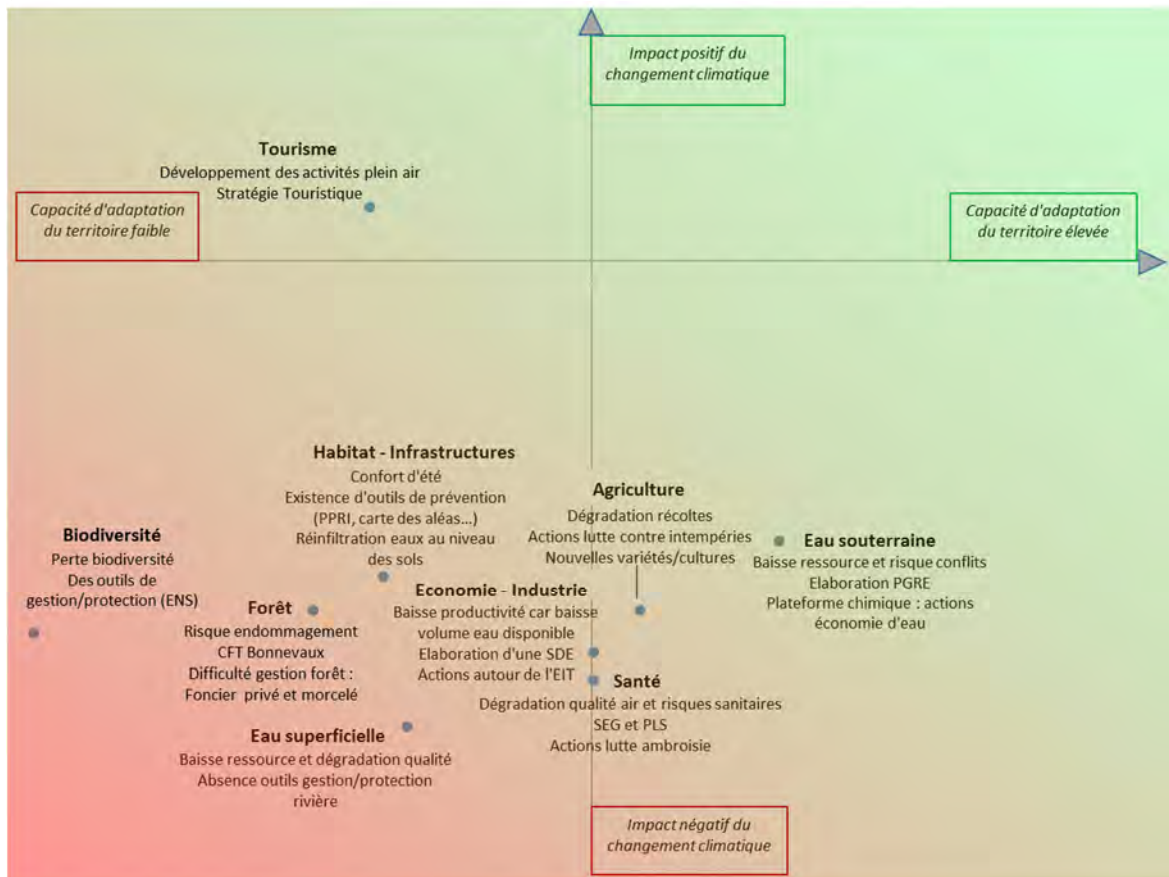 Impact positif du
changement climatique
Tourisme
Développement des activités plein air
Stratégie Touristique
Capacité d'adaptation
du territoire faible
Capacité d'adaptation
du territoire élevée
Habitat - Infrastructures
Confort d'été
Existence d'outils de prévention
(PPRI, carte des aléas...)
Réinfiltration eaux au niveau
des sols
Agriculture
Dégradation récoltes
Actions lutte contre intempéries
Nouvelles variétés/cultures
Biodiversité
Perte biodiversité
Des outils de
gestion/protection (ENS)
Eau souterraine
Baisse ressource et risque conflits
Elaboration PGRE
Plateforme chimique : actions
économie d'eau
Forêt
Risque endommagement
CFT Bonnevaux
Difficulté gestion forêt :
Foncier privé et morcelé
Economie - Industrie
Baisse productivité car baisse
volume eau disponible
Elaboration d'une SDE
Actions autour de l'EIT
Santé
Dégradation qualité air et risques sanitaires
SEG et PLS
Actions lutte ambroisie
Eau superficielle
Baisse ressource et dégradation qualité
Absence outils gestion/protection
rivière
Impact négatif du
changement climatique